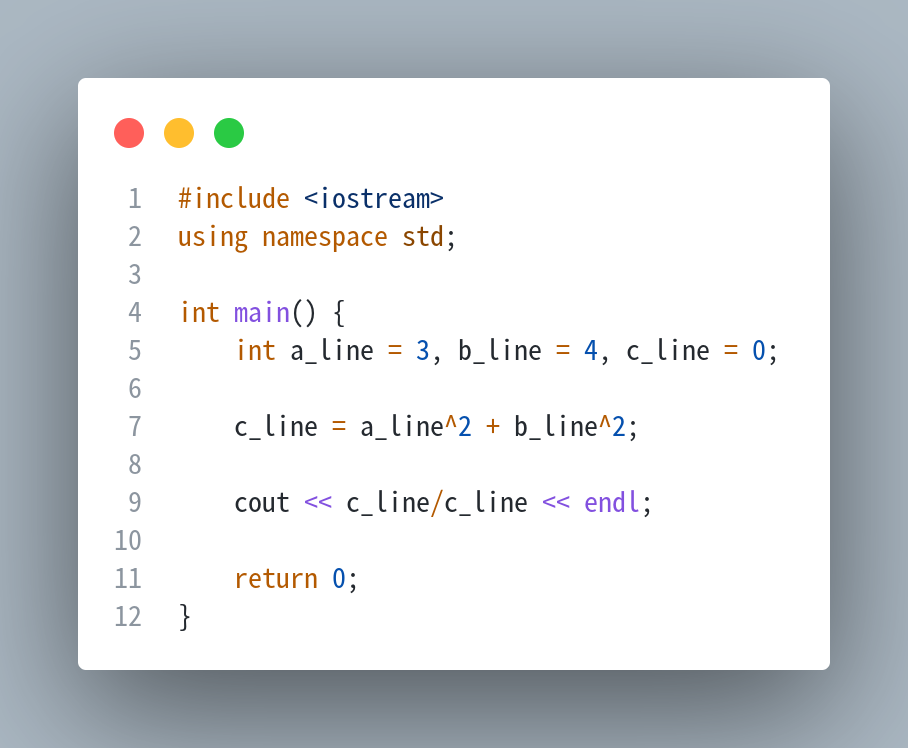 1 #include <iostream>
2 using namespace std;
3
4 int main() {
5     int a_line = 3, b_line = 4, c_line = 0;
6
7     c_line = a_line^2 + b_line^2;
8
9     cout << c_line/c_line << endl;
10
11     return 0;
12 }